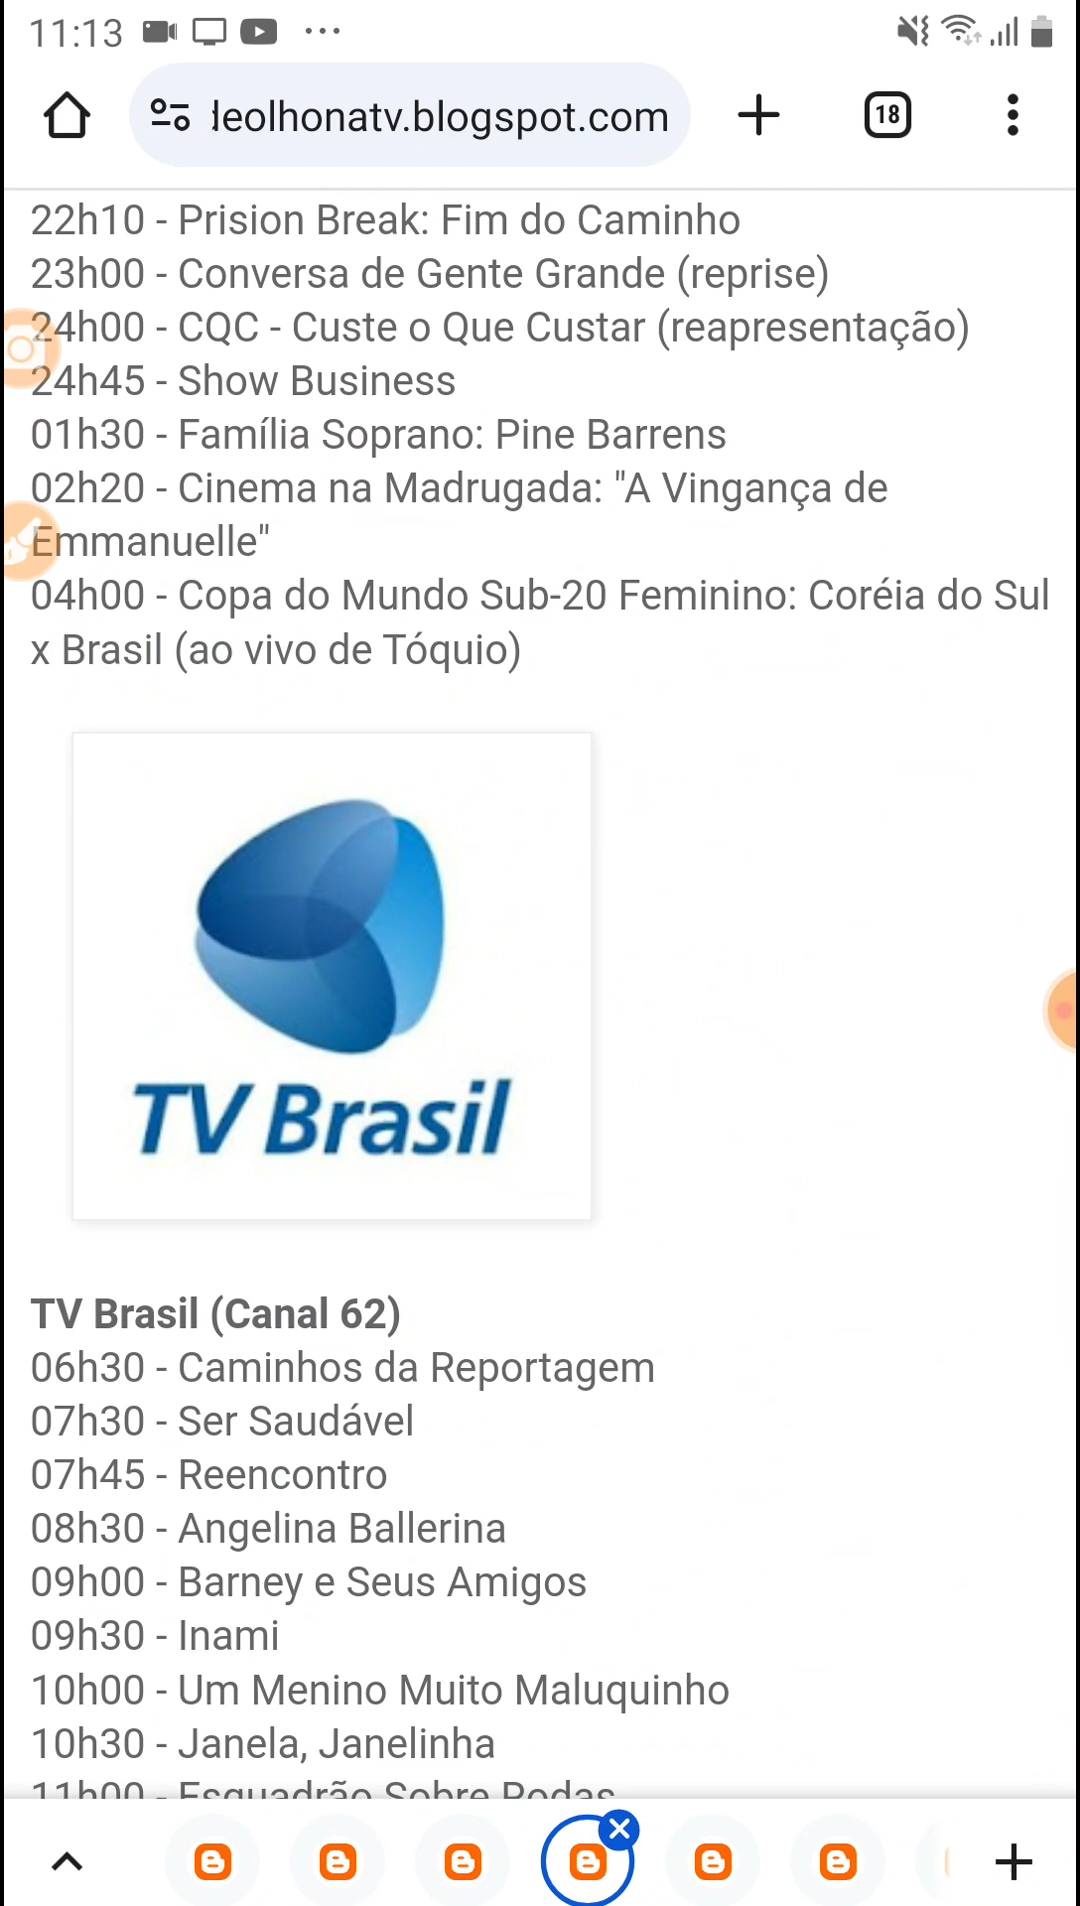 11:13
leolhonatv.blogspot.com
18
22h10 - Prision Break: Fim do Caminho
23h00 - Conversa de Gente Grande (reprise)
24h00 - CQC - Custe o Que Custar (reapresentação)
24h45 - Show Business
01h30 - Família Soprano: Pine Barrens
02h20 - Cinema na Madrugada: "A Vingança de
Emmanuelle"
04h00 - Copa do Mundo Sub-20 Feminino: Coréia do Sul
x Brasil (ao vivo de Tóquio)
TV Brasil
TV Brasil (Canal 62)
06h30 - Caminhos da Reportagem
07h30 - Ser Saudável
07h45 - Reencontro
08h30 - Angelina Ballerina
09h00 - Barney e Seus Amigos
09h30 - Inami
10h00 - Um Menino Muito Maluquinho
10h30 - Janela, Janelinha
11h00 - Esquadrão Sobre Rodas